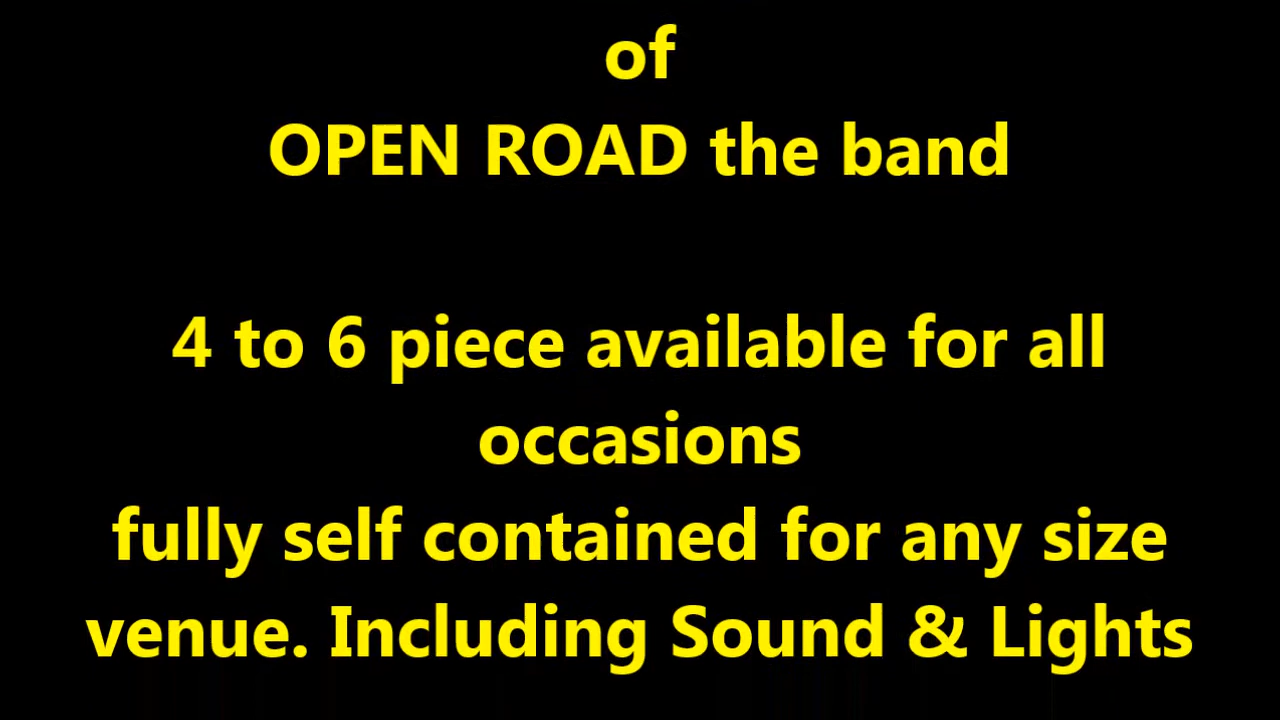 of
OPEN ROAD the band
4 to 6 piece available for all
occasions
fully self contained for any size
venue. Including Sound & Lights